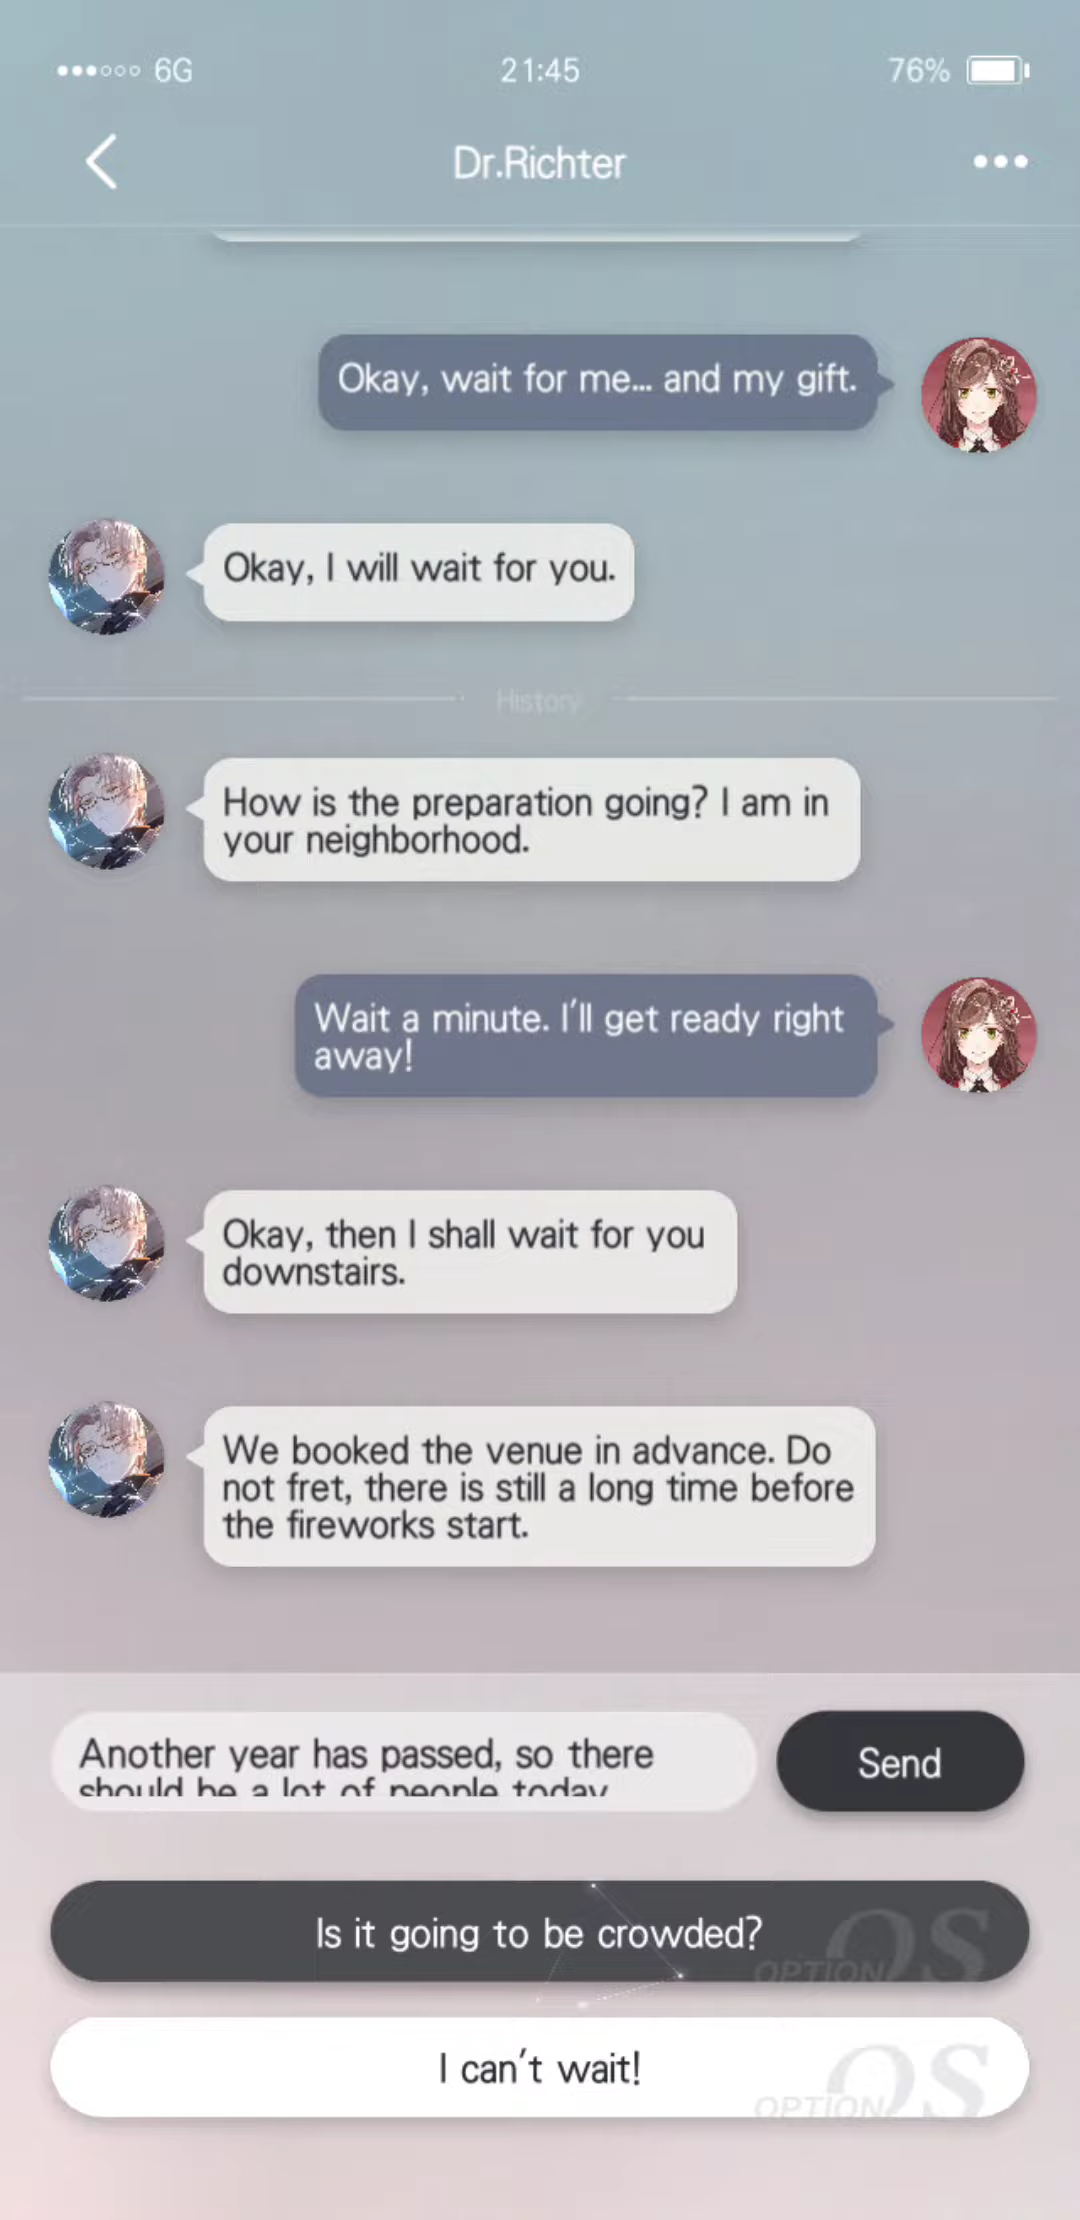 6G 21:45 76%
Dr.Richter
Okay, wait for me... and my gift.
Okay, I will wait for you.
History
How is the preparation going? I am in
your neighborhood.
Wait a minute. I'll get ready right
away!
Okay, then I shall wait for you
downstairs.
We booked the venue in advance. Do
not fret, there is still a long time before
the fireworks start.
Another year has passed, so there
should be a lot of people today
Send
Is it going to be crowded?
OPTION OS
I can't wait!
OPTION OS